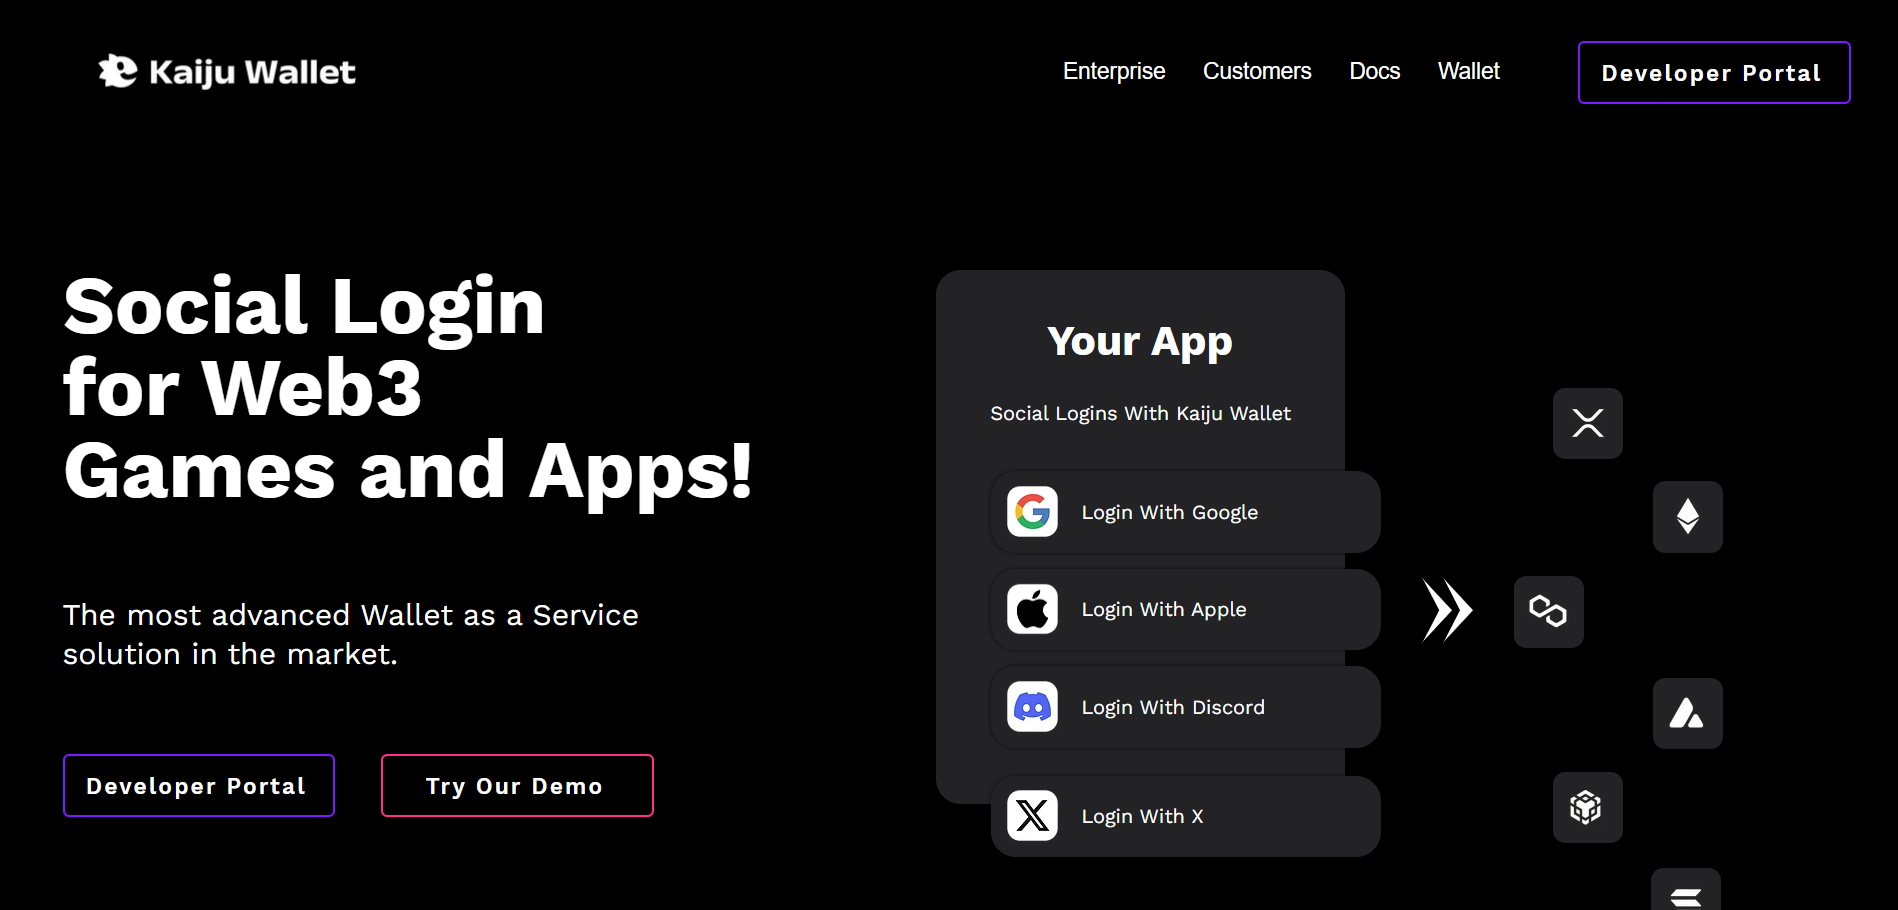 Kaiju Wallet
Enterprise
Customers
Docs
Wallet
Developer Portal
Social Login
for Web3
Games and Apps!
The most advanced Wallet as a Service
solution in the market.
Developer Portal
Try Our Demo
Your App
Social Logins With Kaiju Wallet
Login With Google
Login With Apple
Login With Discord
Login With X